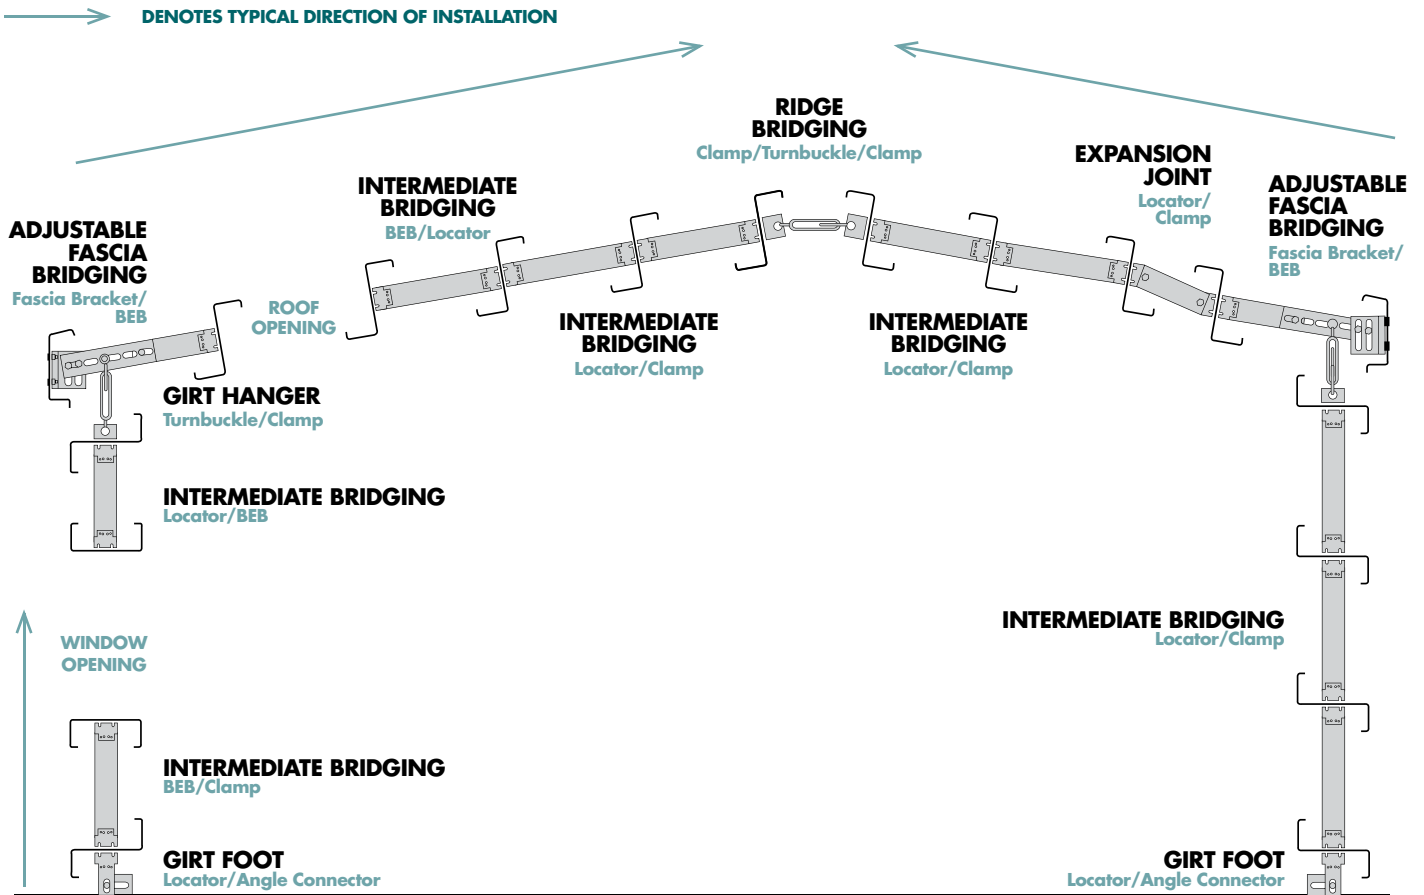 DENOTES TYPICAL DIRECTION OF INSTALLATION
RIDGE
BRIDGING
Clamp/Turnbuckle/Clamp
EXPANSION
JOINT
Locator/
Clamp
ADJUSTABLE
FASCIA
BRIDGING
Fascia Bracket/
BEB
INTERMEDIATE
BRIDGING
BEB/Locator
ADJUSTABLE
FASCIA
BRIDGING
Fascia Bracket/
BEB
ROOF
OPENING
INTERMEDIATE
BRIDGING
Locator/Clamp
INTERMEDIATE
BRIDGING
Locator/Clamp
GIRT HANGER
Turnbuckle/Clamp
INTERMEDIATE BRIDGING
Locator/BEB
WINDOW
OPENING
INTERMEDIATE BRIDGING
Locator/Clamp
INTERMEDIATE BRIDGING
BEB/Clamp
GIRT FOOT
Locator/Angle Connector
GIRT FOOT
Locator/Angle Connector